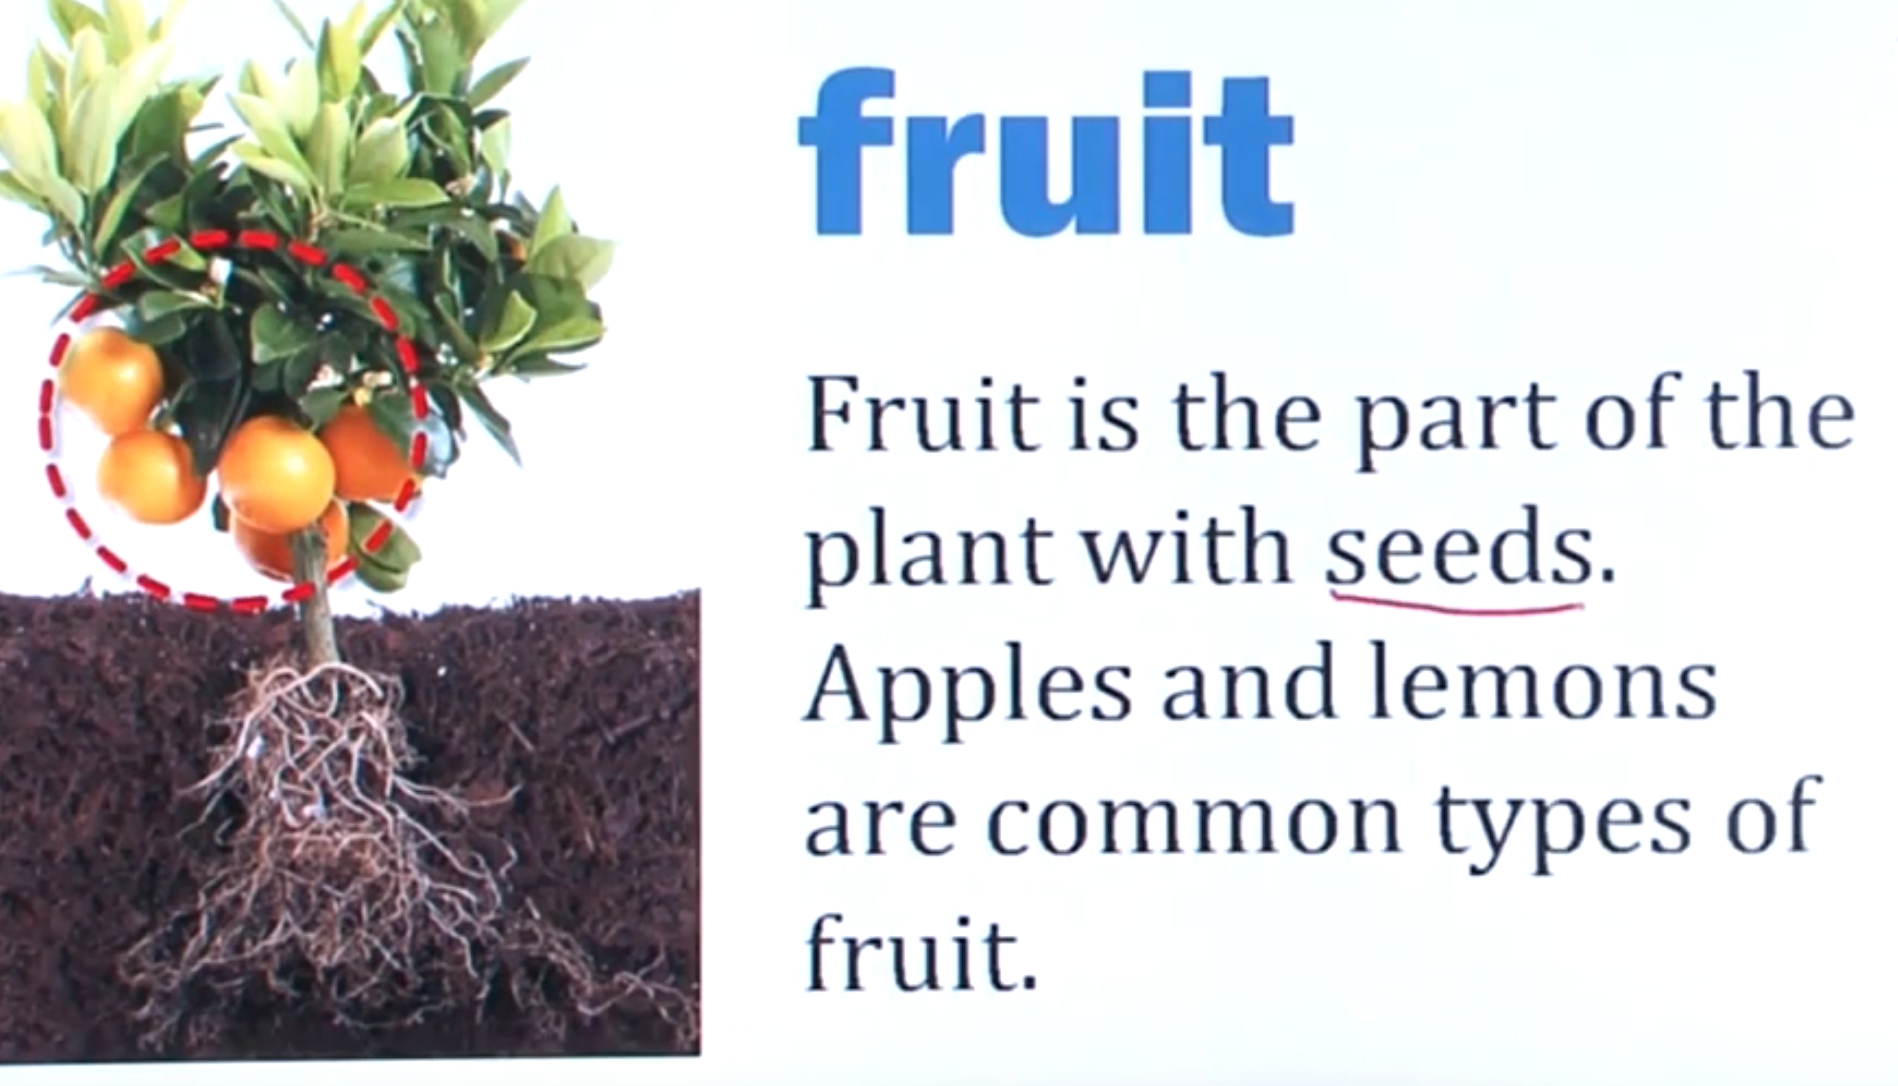 fruit
Fruit is the part of the
plant with seeds.
Apples and lemons
are common types of
fruit.